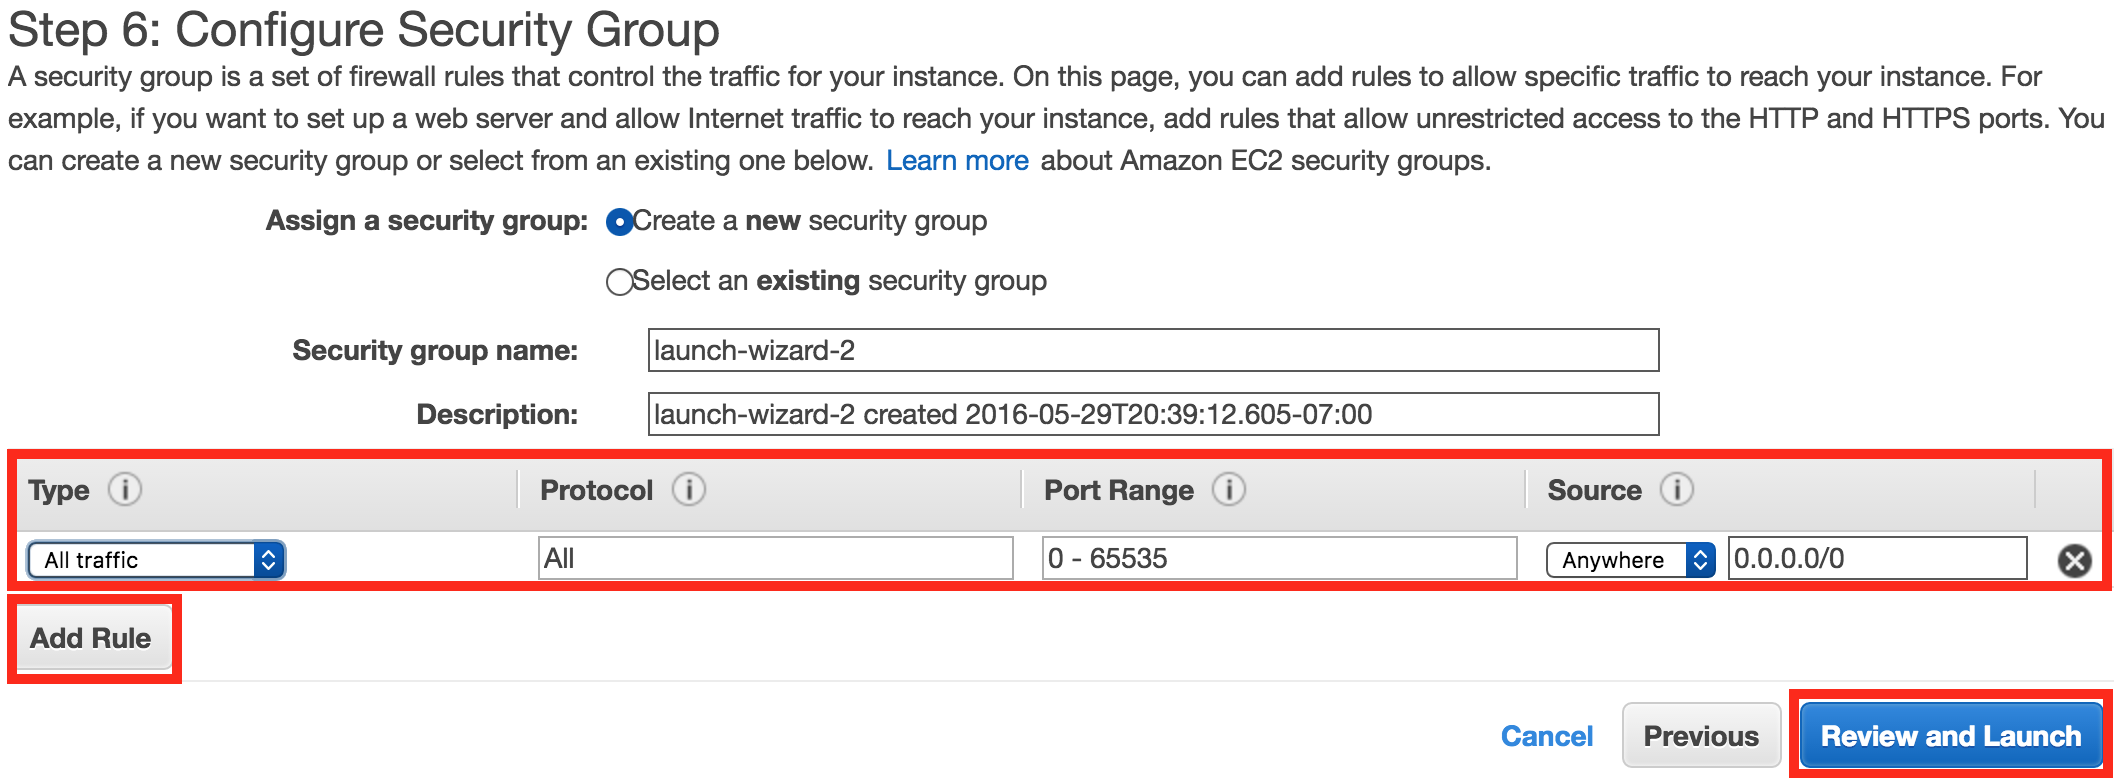 Step 6: Configure Security Group
A security group is a set of firewall rules that control the traffic for your instance. On this page, you can add rules to allow specific traffic to reach your instance. For
example, if you want to set up a web server and allow Internet traffic to reach your instance, add rules that allow unrestricted access to the HTTP and HTTPS ports. You
can create a new security group or select from an existing one below. Learn more about Amazon EC2 security groups.
Assign a security group: Create a new security group
Select an existing security group
Security group name: launch-wizard-2
Description: launch-wizard-2 created 2016-05-29T20:39:12.605-07:00
Type i Protocol i Port Range i Source i
All traffic All 0 - 65535 Anywhere 0.0.0.0/0
Add Rule
Cancel Previous Review and Launch